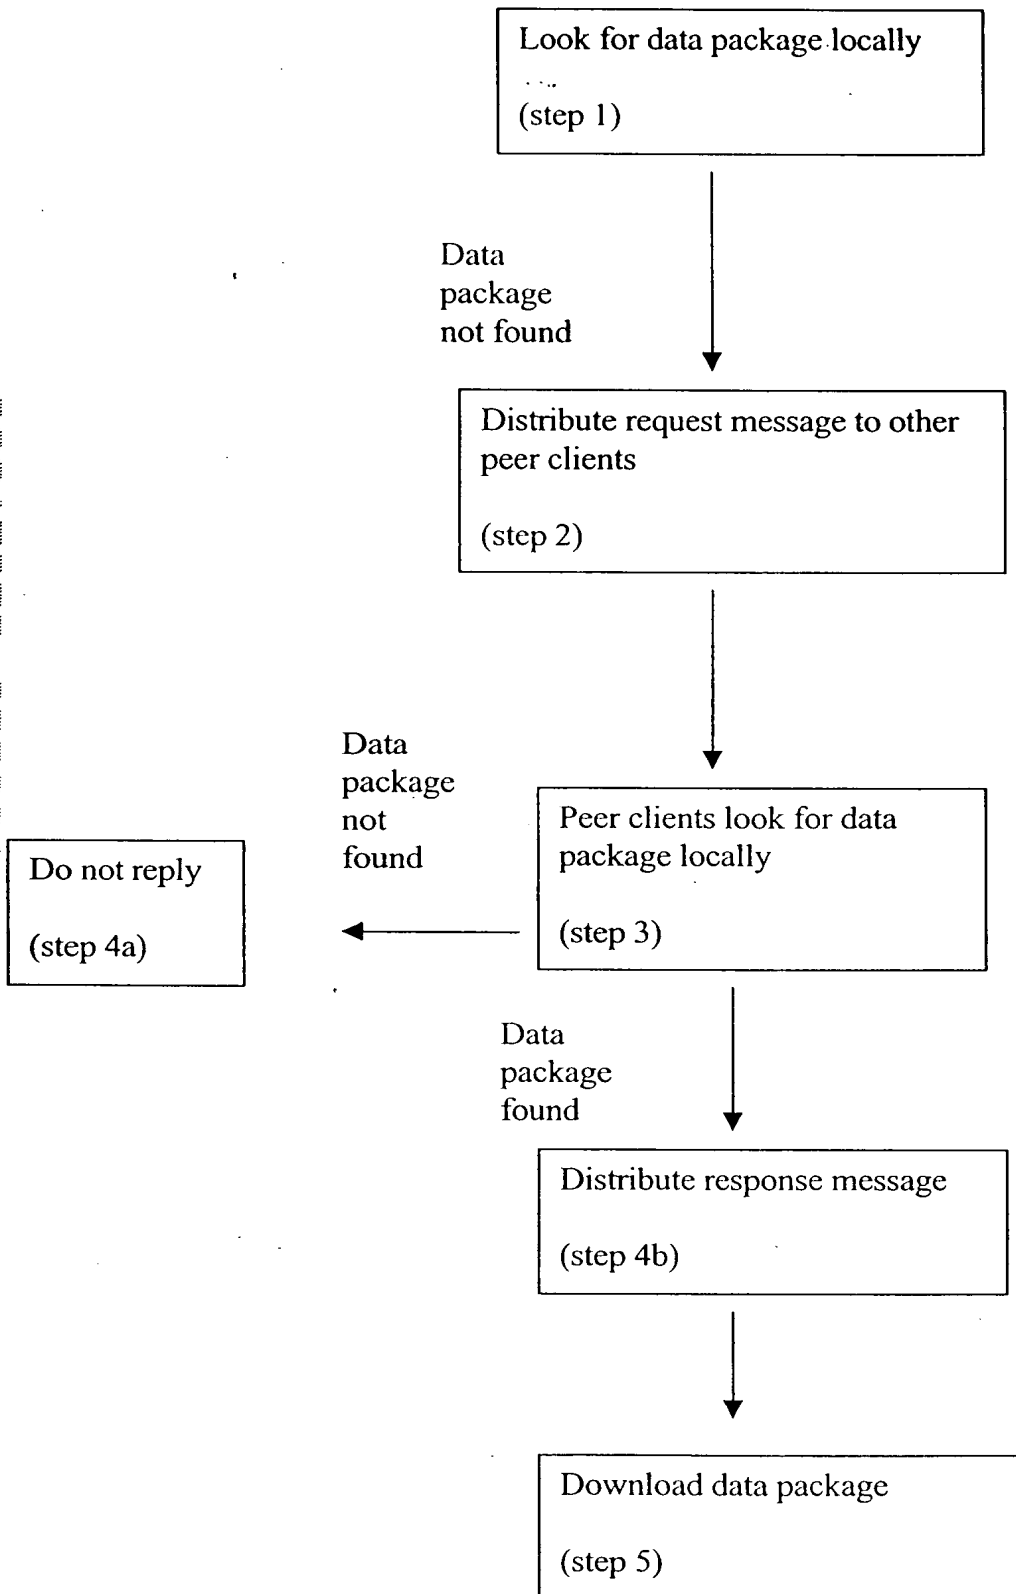 Look for data package locally
(step 1)
Data
package
not found
Distribute request message to other
peer clients
(step 2)
Data
package
not
found
Peer clients look for data
package locally
(step 3)
Do not reply
(step 4a)
Data
package
found
Distribute response message
(step 4b)
Download data package
(step 5)